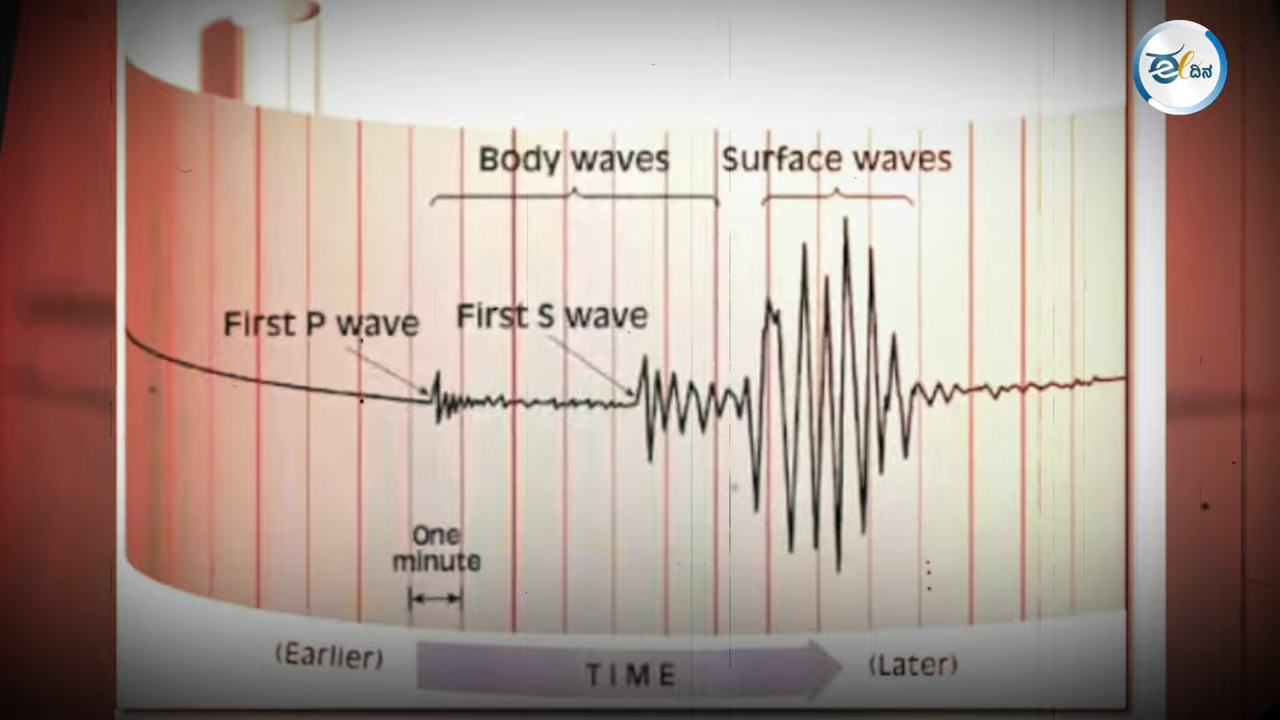 ಈ ದಿನ
Body waves Surface waves
First P wave First S wave
One
minute
(Earlier) TIME (Later)